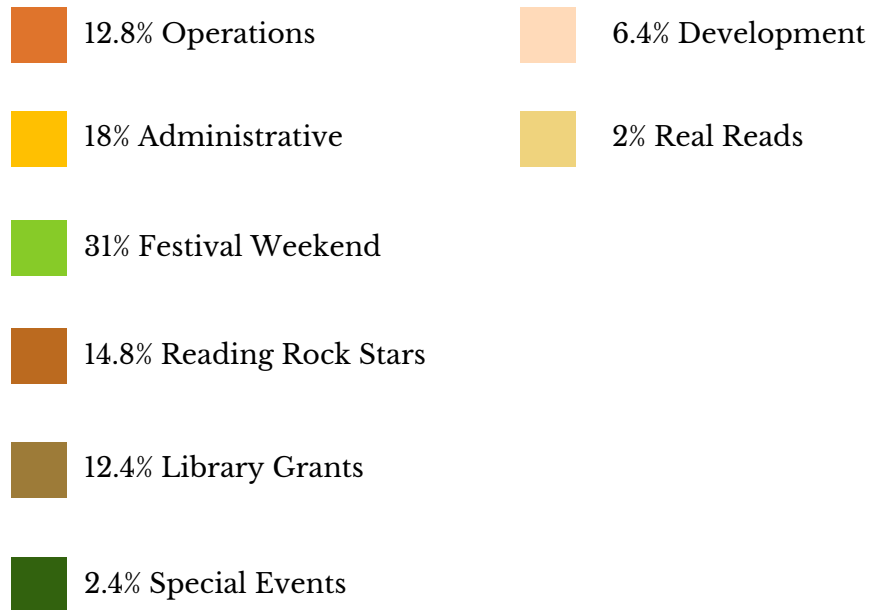 12.8% Operations
18% Administrative
31% Festival Weekend
14.8% Reading Rock Stars
12.4% Library Grants
2.4% Special Events
6.4% Development
2% Real Reads